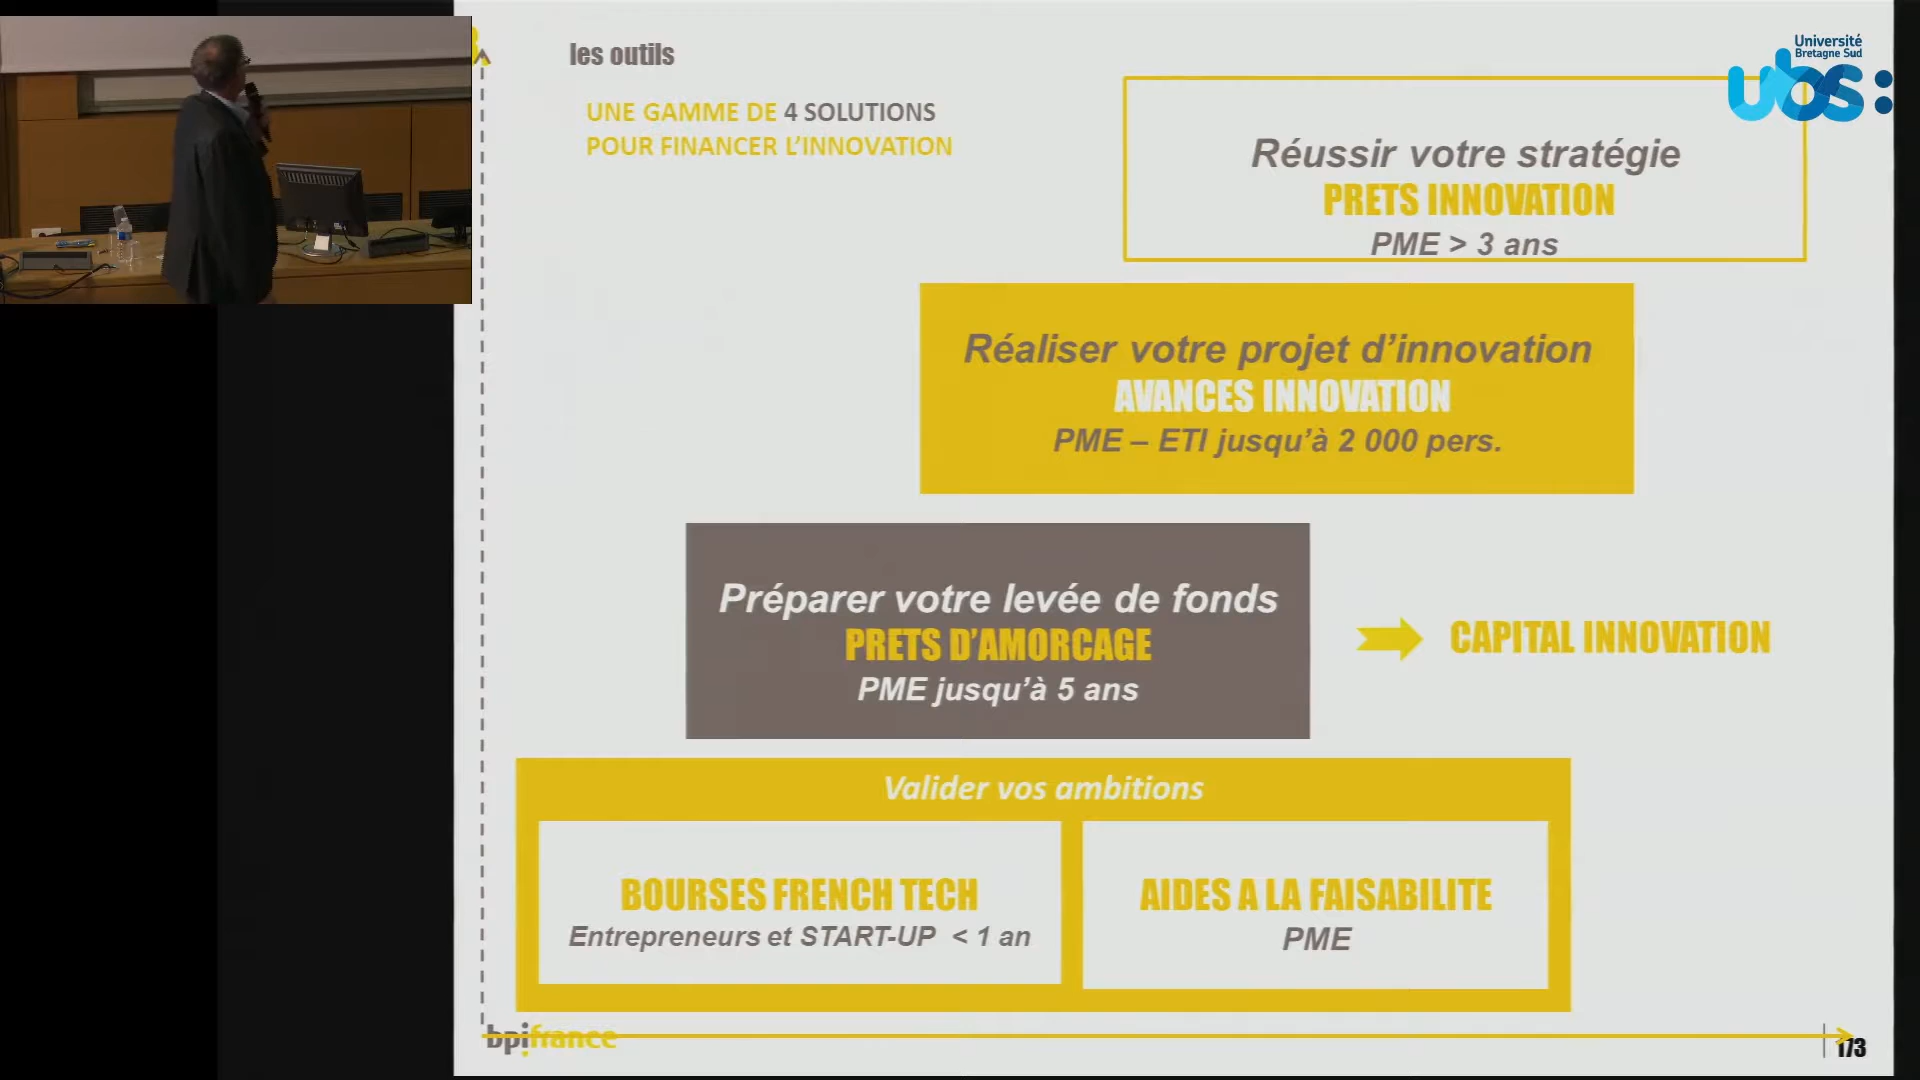 les outils
UNE GAMME DE 4 SOLUTIONS
POUR FINANCER L’INNOVATION
Université
Bretagne Sud
ubs:
Réussir votre stratégie
PRETS INNOVATION
PME > 3 ans
Réaliser votre projet d’innovation
AVANCES INNOVATION
PME – ETI jusqu’à 2 000 pers.
Préparer votre levée de fonds
PRETS D’AMORCAGE
PME jusqu’à 5 ans
CAPITAL INNOVATION
Valider vos ambitions
BOURSES FRENCH TECH
Entrepreneurs et START-UP < 1 an
AIDES A LA FAISABILITE
PME
bpifrance